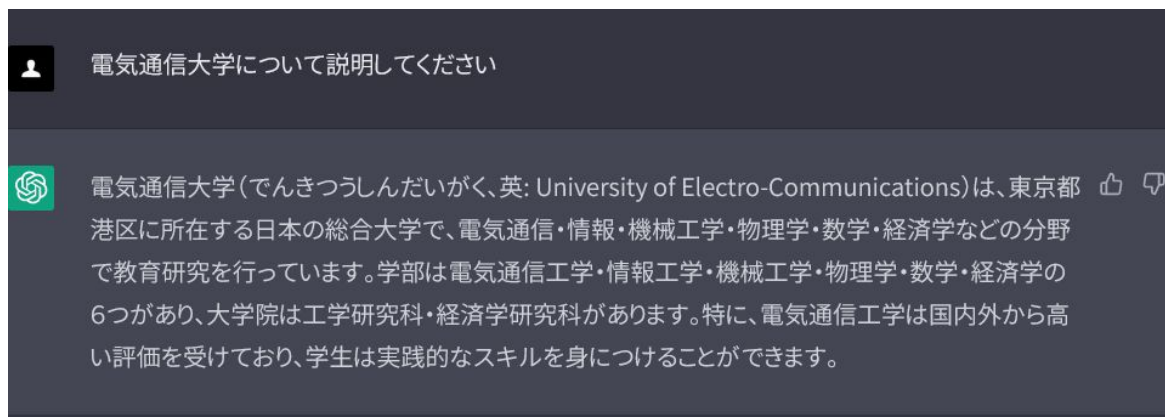 電気通信大学について説明してください
電気通信大学（でんきつうしんだいがく、英: University of Electro-Communications）は、東京都
港区に所在する日本の総合大学で、電気通信・情報・機械工学・物理学・数学・経済学などの分野
で教育研究を行っています。学部は電気通信工学・情報工学・機械工学・物理学・数学・経済学の
6つがあり、大学院は工学研究科・経済学研究科があります。特に、電気通信工学は国内外から高
い評価を受けており、学生は実践的なスキルを身につけることができます。